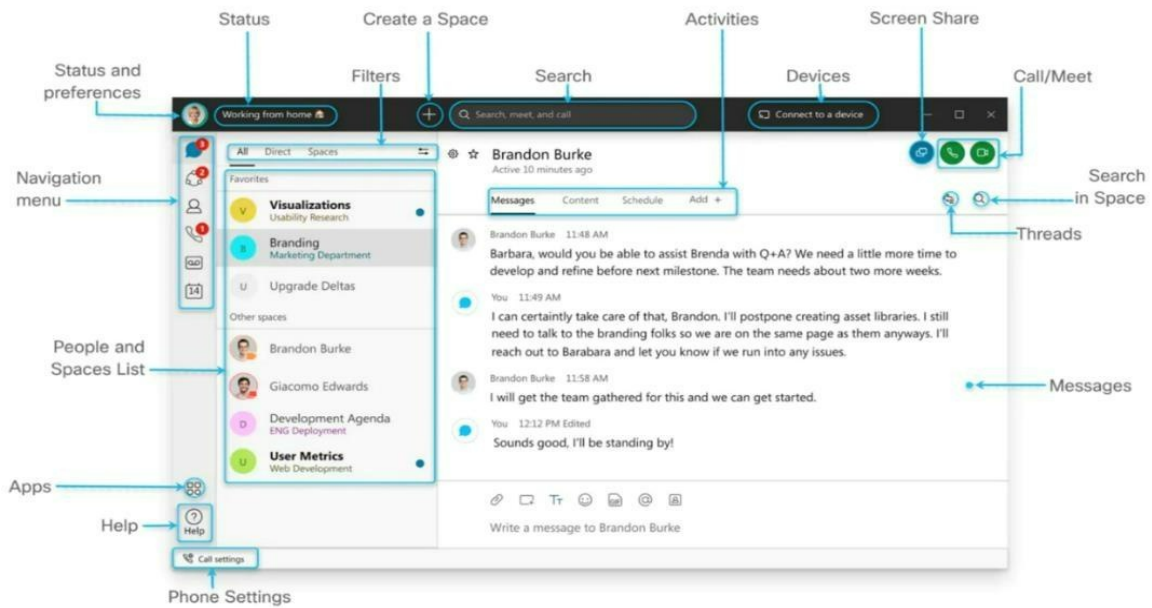 Status
Create a Space
Activities
Screen Share
Status and
preferences
Filters
Search
Devices
Call/Meet
Working from home
Search, meet, and call
Connect to a device
3
All Direct Spaces
Brandon Burke
Active 10 minutes ago
2
Favorites
Navigation
menu
V
Visualizations
Usability Research
Messages Content Schedule Add +
Search
in Space
Threads
1
B
Branding
Marketing Department
Brandon Burke 11:48 AM
Barbara, would you be able to assist Brenda with Q+A? We need a little more time to
develop and refine before next milestone. The team needs about two more weeks.
14
U
Upgrade Deltas
You 11:49 AM
I can certaintly take care of that, Brandon. I'll postpone creating asset libraries. I still
need to talk to the branding folks so we are on the same page as them anyways. I'll
reach out to Barabara and let you know if we run into any issues.
Other spaces
People and
Spaces List
Brandon Burke
Giacomo Edwards
Brandon Burke 11:58 AM
I will get the team gathered for this and we can get started.
Messages
D
Development Agenda
ENG Deployment
You 12:12 PM Edited
Sounds good, I'll be standing by!
U
User Metrics
Web Development
Apps
GIF
Help
Help
Write a message to Brandon Burke
Call settings
Phone Settings